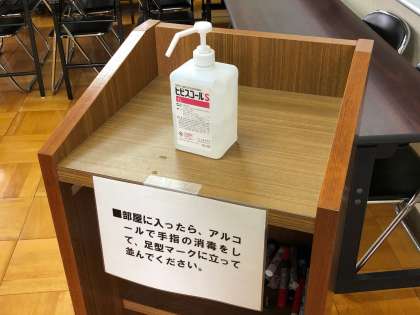 ヒビスコールS
■部屋に入ったら、アルコ
ールで手指の消毒をし
て、足型マークに立って
並んでください。